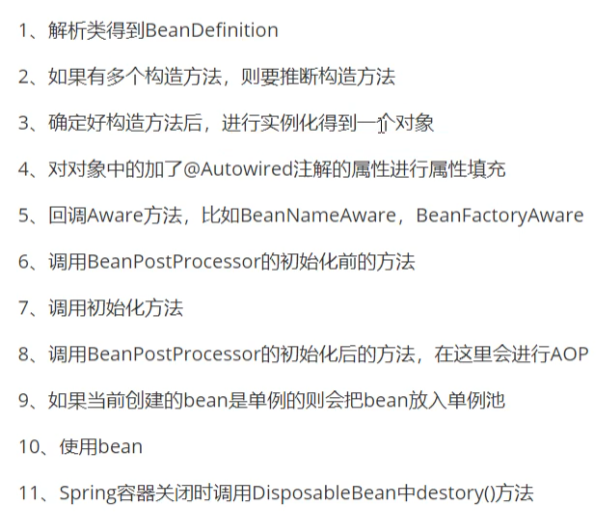 1、解析类得到BeanDefinition
2、如果有多个构造方法，则要推断构造方法
3、确定好构造方法后，进行实例化得到一个对象
4、对对象中的加了@Autowired注解的属性进行属性填充
5、回调Aware方法，比如BeanNameAware，BeanFactoryAware
6、调用BeanPostProcessor的初始化前的方法
7、调用初始化方法
8、调用BeanPostProcessor的初始化后的方法，在这里会进行AOP
9、如果当前创建的bean是单例的则会把bean放入单例池
10、使用bean
11、Spring容器关闭时调用DisposableBean中destory()方法